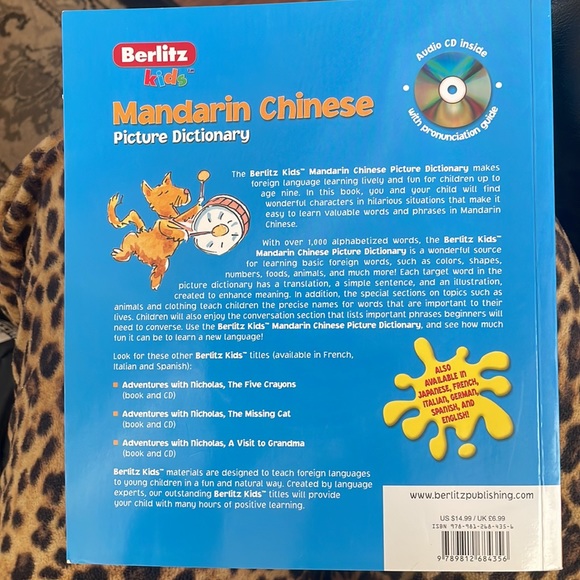 Berlitz
kids™
Audio CD inside
with pronunciation guide
Mandarin Chinese
Picture Dictionary
The Berlitz Kids™ Mandarin Chinese Picture Dictionary makes
foreign language learning lively and fun for children up to
age nine. In this book, you and your child will find
wonderful characters in hilarious situations that make it
easy to learn valuable words and phrases in Mandarin
Chinese.
With over 1,000 alphabetized words, the Berlitz Kids™
Mandarin Chinese Picture Dictionary is a wonderful source
for learning basic foreign words, such as colors, shapes,
numbers, foods, animals, and much more! Each target word in the
picture dictionary has a translation, a simple sentence, and an illustration,
created to enhance meaning. In addition, the special sections on topics such as
animals and clothing teach children the precise names for words that are important to their
lives. Children will also enjoy the conversation section that lists important phrases beginners will
need to converse. Use the Berlitz Kids™ Mandarin Chinese Picture Dictionary, and see how much
fun it can be to learn a new language!
Look for these other Berlitz Kids™ titles (available in French,
Italian and Spanish):
Adventures with Nicholas, The Five Crayons
(book and CD)
Adventures with Nicholas, The Missing Cat
(book and CD)
Adventures with Nicholas, A Visit to Grandma
(book and CD)
ALSO
AVAILABLE IN
JAPANESE, FRENCH,
ITALIAN, GERMAN,
SPANISH, AND
ENGLISH!
Berlitz Kids™ materials are designed to teach foreign languages
to young children in a fun and natural way. Created by language
experts, our outstanding Berlitz Kids™ titles will provide
your child with many hours of positive learning.
www.berlitzpublishing.com
US $14.99 / UK £6.99
ISBN 978-981-268-435-6
9 789812 684356